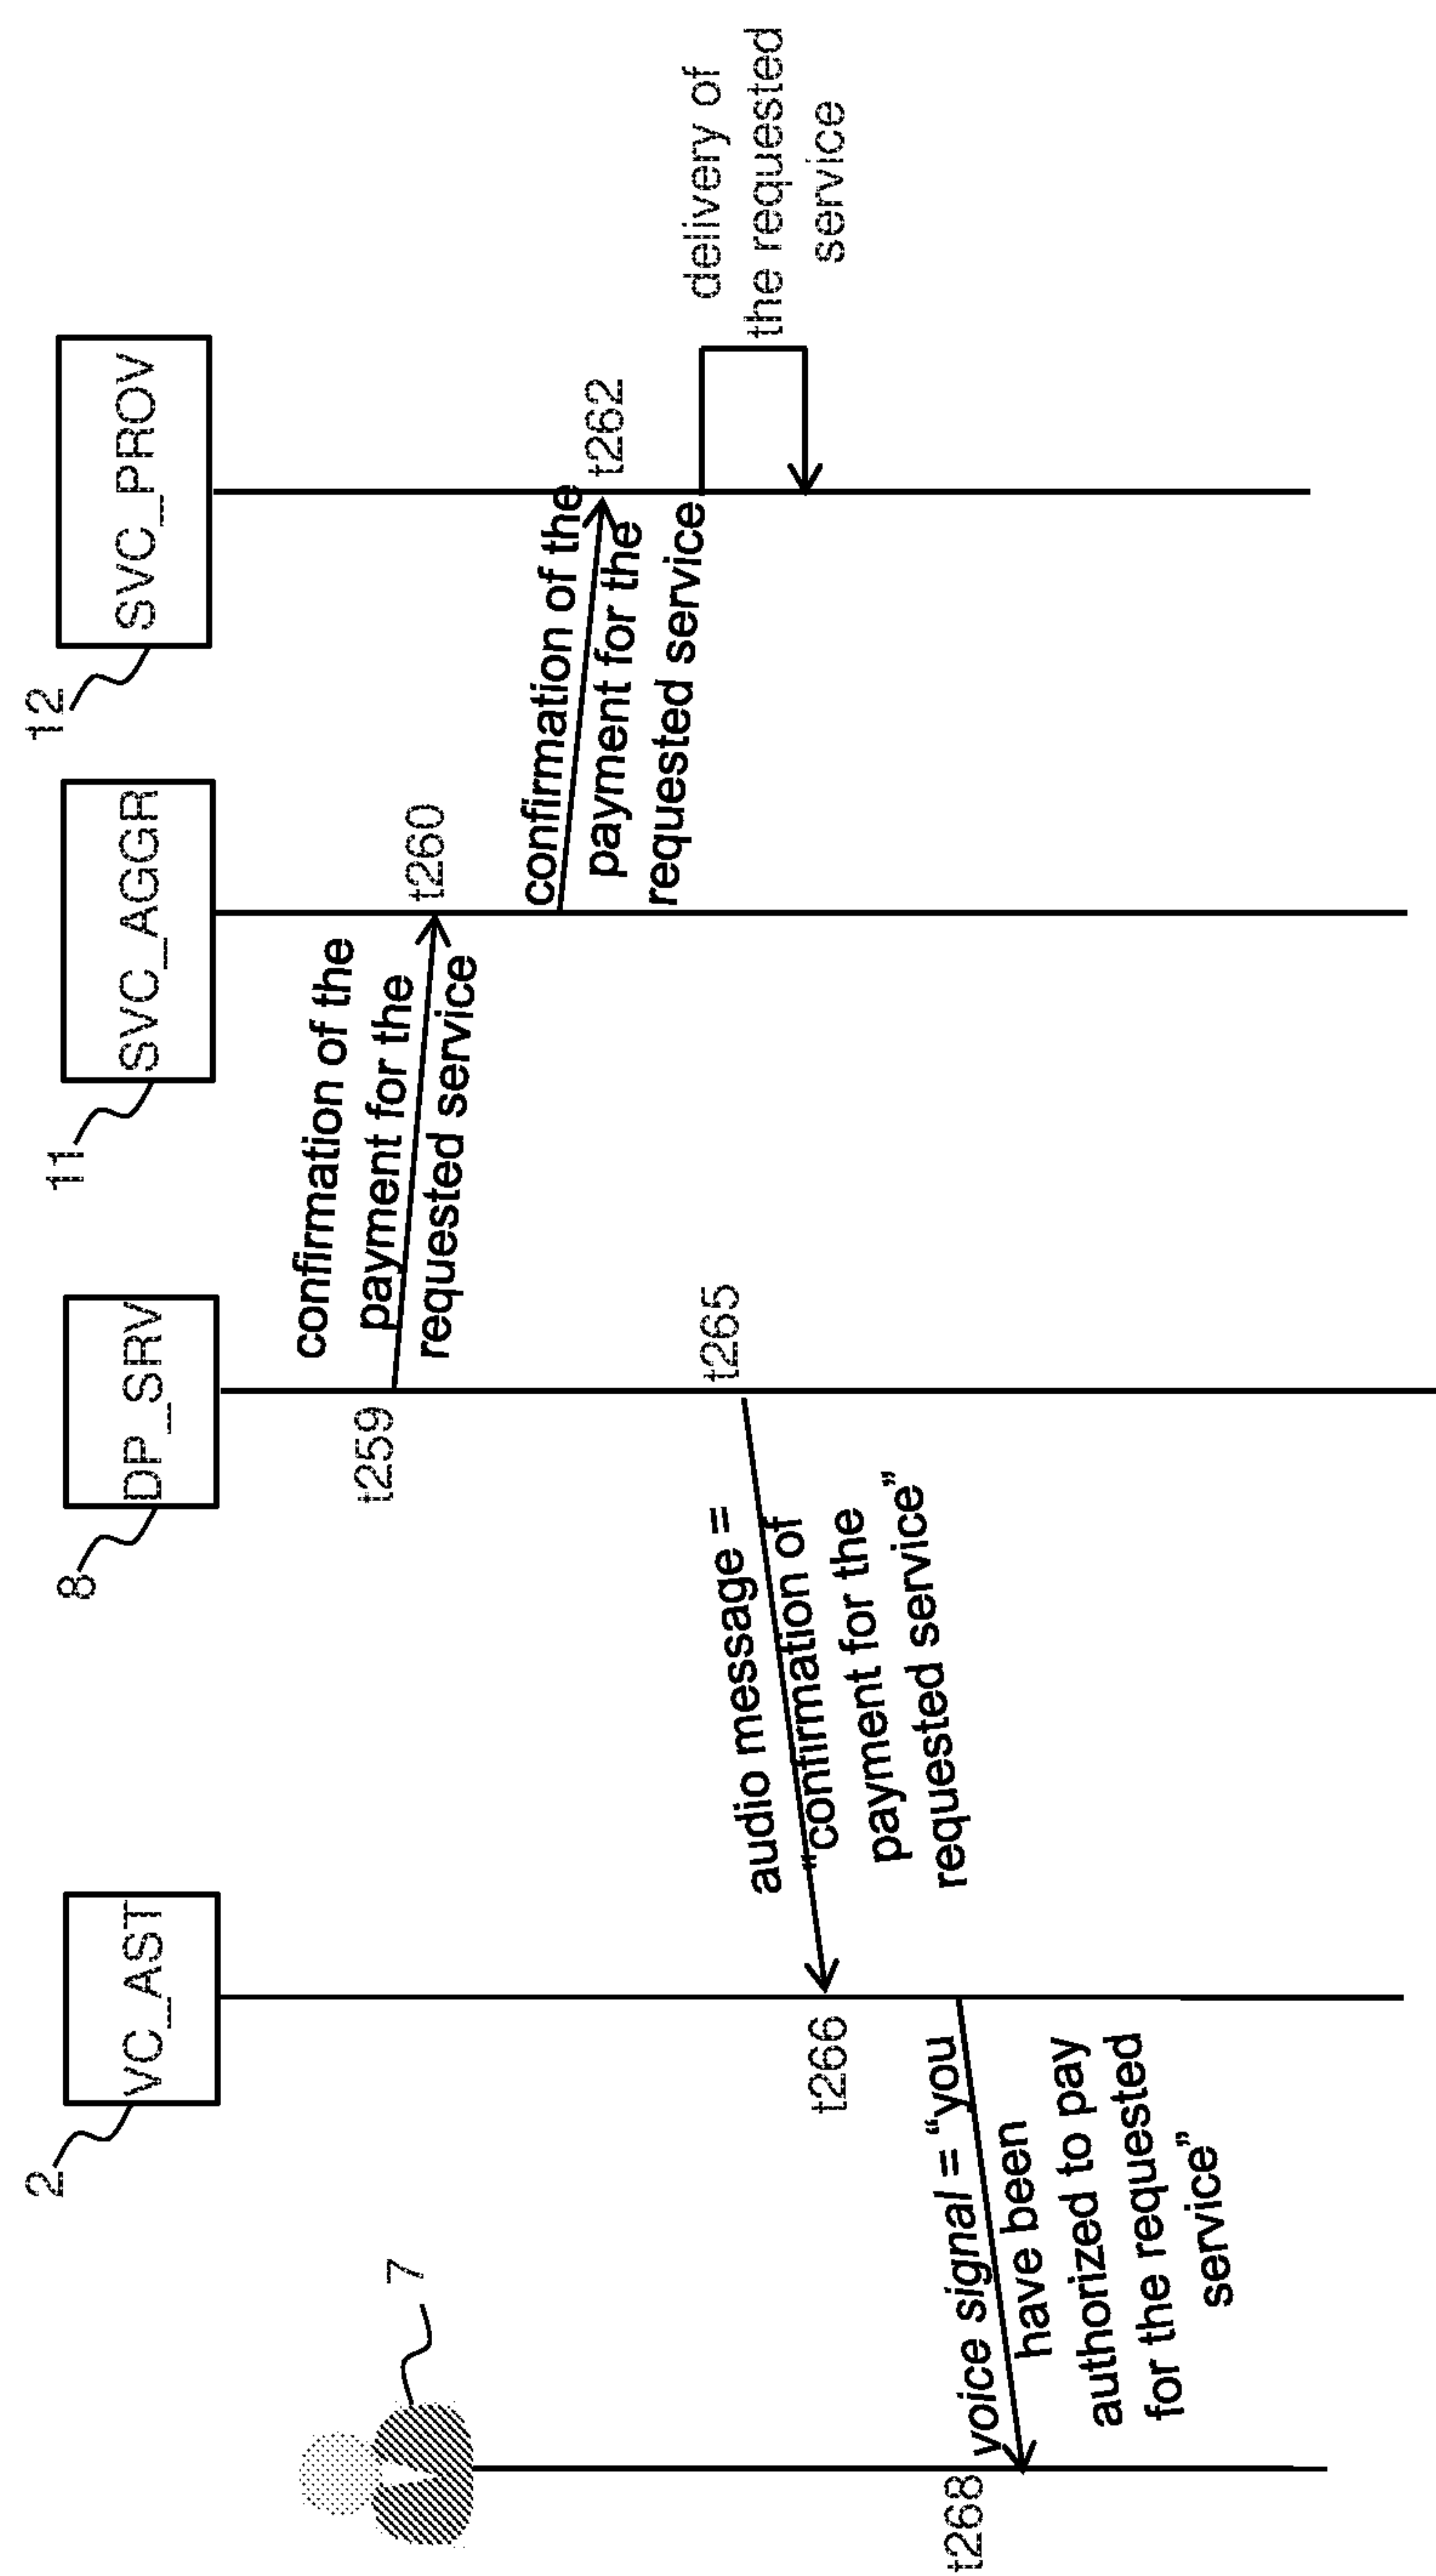 7
2
VC_AST
8
DP_SRV
11
SVC_AGGR
12
SVC_PROV
t259
confirmation of the
payment for the
requested service
t260
confirmation of the
payment for the
requested service
t262
delivery of
the requested
service
t265
audio message =
"confirmation of
payment for the
requested service"
t266
voice signal = "you
have been
authorized to pay
for the requested
service"
t268